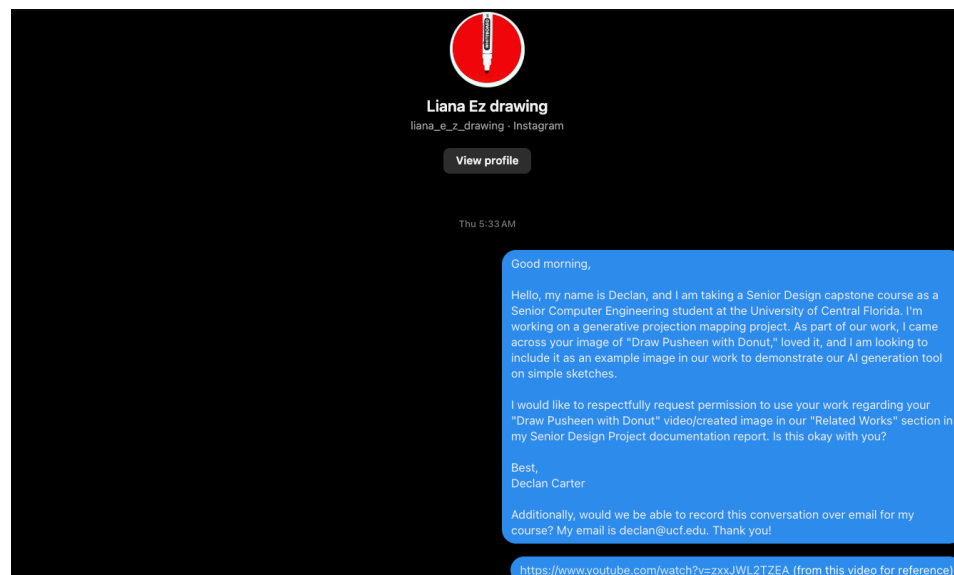 Liana Ez drawing
liana_e_z_drawing · Instagram
View profile
Thu 5:33 AM
Good morning,
Hello, my name is Declan, and I am taking a Senior Design capstone course as a
Senior Computer Engineering student at the University of Central Florida. I'm
working on a generative projection mapping project. As part of our work, I came
across your image of "Draw Pusheen with Donut," loved it, and I am looking to
include it as an example image in our work to demonstrate our AI generation tool
on simple sketches.
I would like to respectfully request permission to use your work regarding your
"Draw Pusheen with Donut" video/created image in our "Related Works" section in
my Senior Design Project documentation report. Is this okay with you?
Best,
Declan Carter
Additionally, would we be able to record this conversation over email for my
course? My email is declan@ucf.edu. Thank you!
https://www.youtube.com/watch?v=zxxJWL2TZEA (from this video for reference)